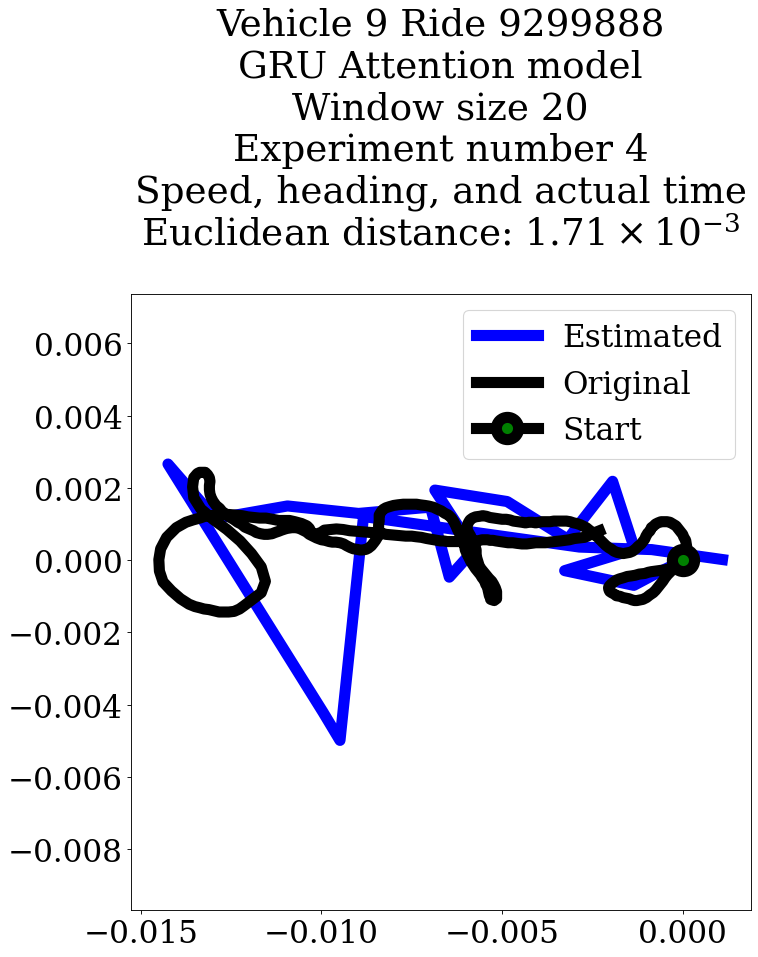 Vehicle 9 Ride 9299888
GRU Attention model
Window size 20
Experiment number 4
Speed, heading, and actual time
Euclidean distance: 1.71 × 10⁻³
Estimated
Original
Start
0.006
0.004
0.002
0.000
−0.002
−0.004
−0.006
−0.008
−0.015
−0.010
−0.005
0.000